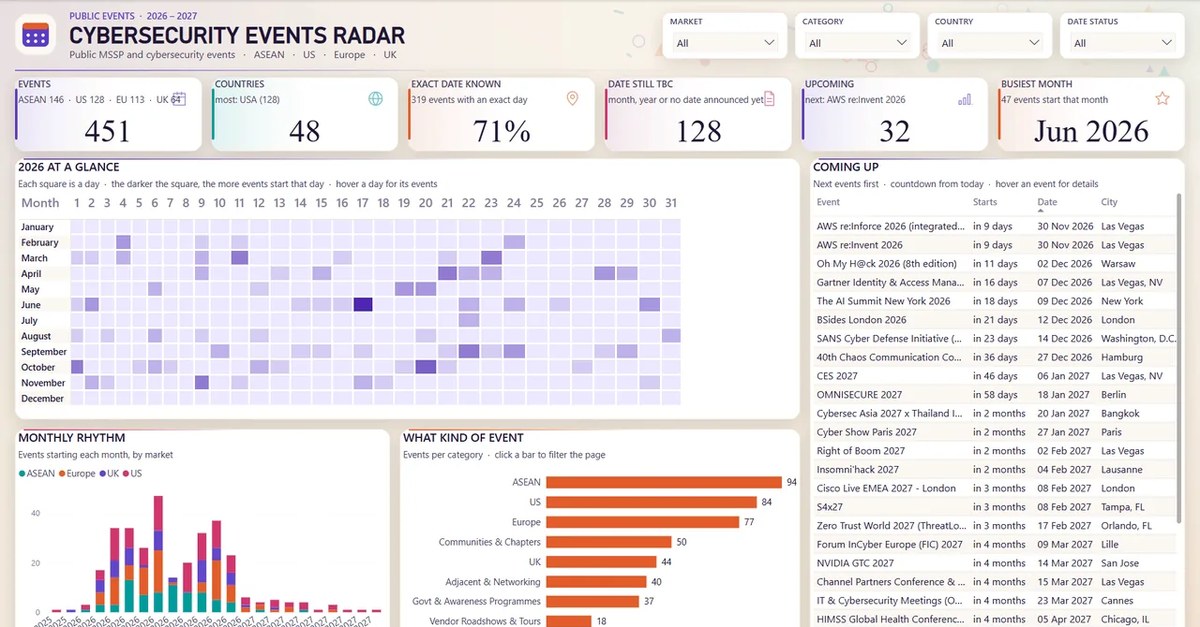 PUBLIC EVENTS · 2026 – 2027
CYBERSECURITY EVENTS RADAR
Public MSSP and cybersecurity events · ASEAN · US · Europe · UK
MARKET
All
CATEGORY
All
COUNTRY
All
DATE STATUS
All
EVENTS
ASEAN 146 · US 128 · EU 113 · UK 64
451
COUNTRIES
most: USA (128)
48
EXACT DATE KNOWN
319 events with an exact day
71%
DATE STILL TBC
month, year or no date announced yet
128
UPCOMING
next: AWS re:Invent 2026
32
BUSIEST MONTH
47 events start that month
Jun 2026
2026 AT A GLANCE
Each square is a day · the darker the square, the more events start that day · hover a day for its events
Month 1 2 3 4 5 6 7 8 9 10 11 12 13 14 15 16 17 18 19 20 21 22 23 24 25 26 27 28 29 30 31
January
February
March
April
May
June
July
August
September
October
November
December
COMING UP
Next events first · countdown from today · hover an event for details
Event Starts Date City
AWS re:Inforce 2026 (integrated... in 9 days 30 Nov 2026 Las Vegas
AWS re:Invent 2026 in 9 days 30 Nov 2026 Las Vegas
Oh My H@ck 2026 (8th edition) in 11 days 02 Dec 2026 Warsaw
Gartner Identity & Access Mana... in 16 days 07 Dec 2026 Las Vegas, NV
The AI Summit New York 2026 in 18 days 09 Dec 2026 New York
BSides London 2026 in 21 days 12 Dec 2026 London
SANS Cyber Defense Initiative (... in 23 days 14 Dec 2026 Washington, D.C.
40th Chaos Communication Co... in 36 days 27 Dec 2026 Hamburg
CES 2027 in 46 days 06 Jan 2027 Las Vegas, NV
OMNISECURE 2027 in 58 days 18 Jan 2027 Berlin
Cybersec Asia 2027 x Thailand I... in 2 months 20 Jan 2027 Bangkok
Cyber Show Paris 2027 in 2 months 27 Jan 2027 Paris
Right of Boom 2027 in 2 months 02 Feb 2027 Las Vegas
Insomni'hack 2027 in 2 months 04 Feb 2027 Lausanne
Cisco Live EMEA 2027 - London in 3 months 08 Feb 2027 London
S4x27 in 3 months 08 Feb 2027 Tampa, FL
Zero Trust World 2027 (ThreatLo... in 3 months 17 Feb 2027 Orlando, FL
Forum InCyber Europe (FIC) 2027 in 4 months 09 Mar 2027 Lille
NVIDIA GTC 2027 in 4 months 14 Mar 2027 San Jose
Channel Partners Conference & ... in 4 months 15 Mar 2027 Las Vegas
IT & Cybersecurity Meetings (O... in 4 months 23 Mar 2027 Cannes
HIMSS Global Health Conferenc... in 4 months 05 Apr 2027 Chicago, IL
MONTHLY RHYTHM
Events starting each month, by market
ASEAN Europe UK US
40
20
0
WHAT KIND OF EVENT
Events per category · click a bar to filter the page
ASEAN 94
US 84
Europe 77
Communities & Chapters 50
UK 44
Adjacent & Networking 40
Govt & Awareness Programmes 37
Vendor Roadshows & Tours 18